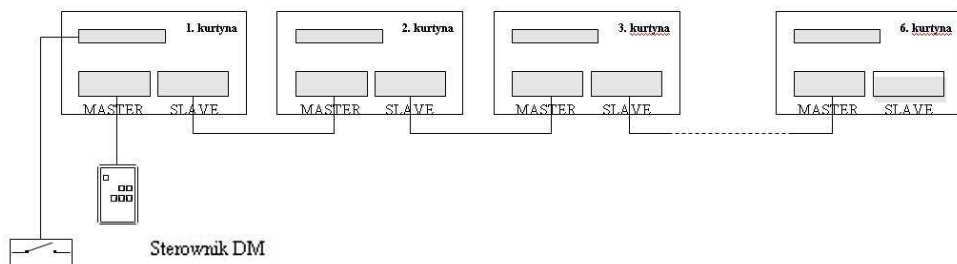 1. kurtyna
2. kurtyna
3. kurtyna
6. kurtyna
MASTER SLAVE
MASTER SLAVE
MASTER SLAVE
MASTER SLAVE
Sterownik DM